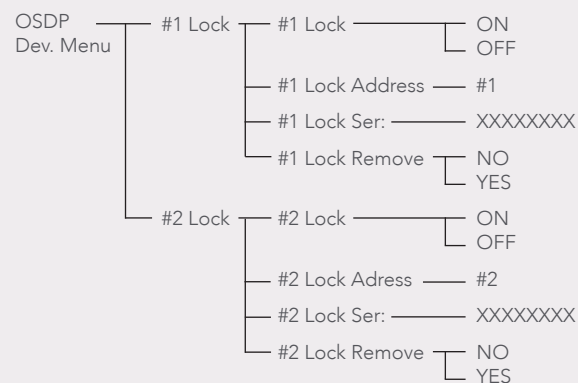 OSDP
Dev. Menu
#1 Lock
#1 Lock
ON
OFF
#1 Lock Address
#1
#1 Lock Ser:
XXXXXXXX
#1 Lock Remove
NO
YES
#2 Lock
#2 Lock
ON
OFF
#2 Lock Adress
#2
#2 Lock Ser:
XXXXXXXX
#2 Lock Remove
NO
YES